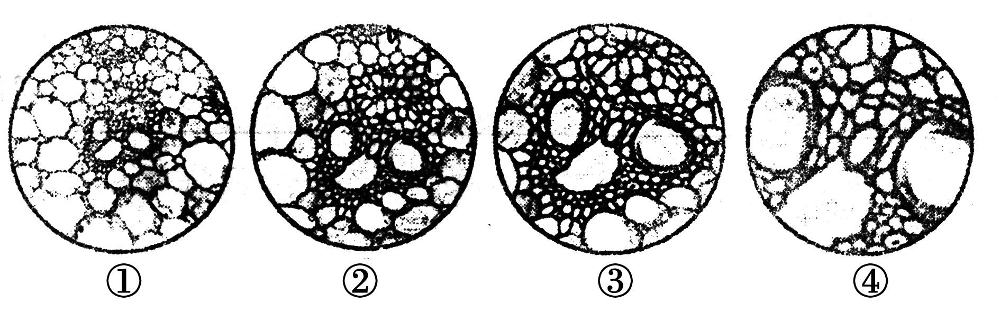 ① ② ③ ④